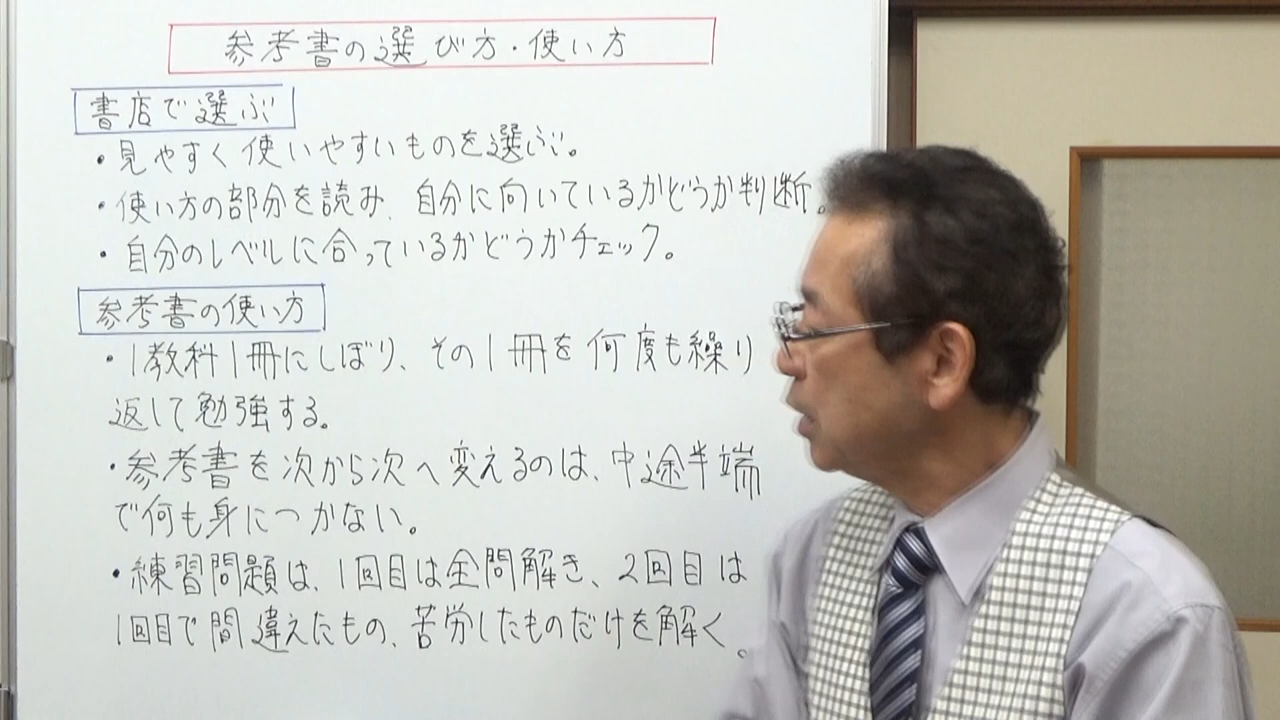 参考書の選び方・使い方
書店で選ぶ
・見やすく使いやすいものを選ぶ。
・使い方の部分を読み、自分に向いているかどうか判断。
・自分のレベルに合っているかどうかチェック。
参考書の使い方
・1教科1冊にしぼり、その1冊を何度も繰り
返して勉強する。
・参考書を次から次へ変えるのは、中途半端
で何も身につかない。
・練習問題は、1回目は全問解き、2回目は
1回目で間違えたもの、苦労したものだけを解く。